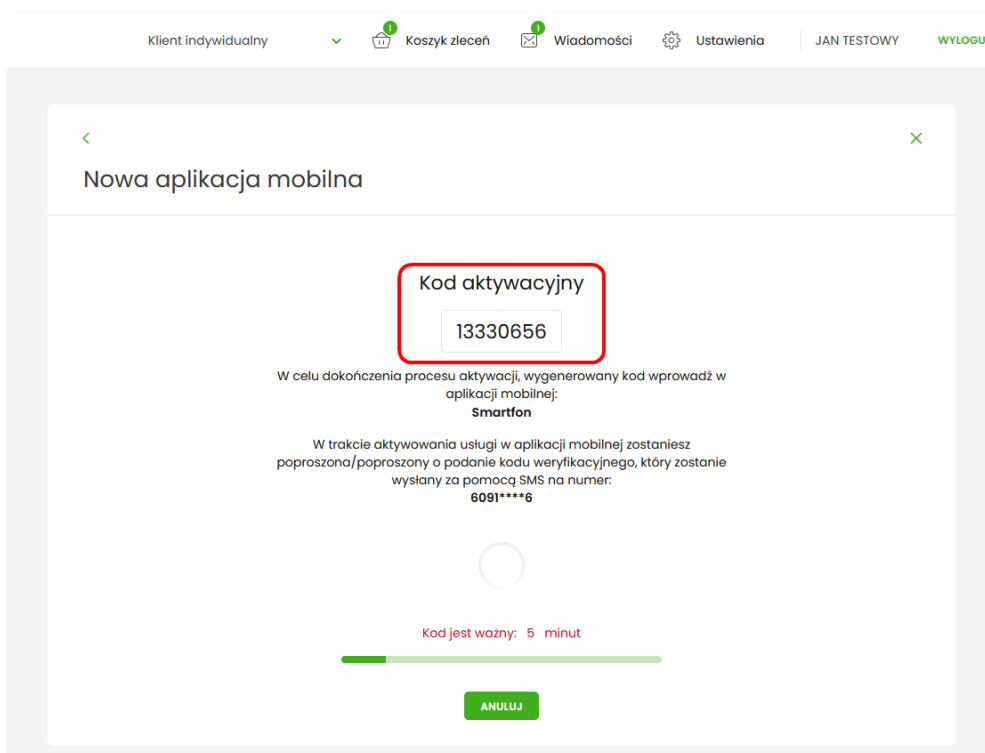 Klient indywidualny 1 Koszyk zleceń 1 Wiadomości Ustawienia JAN TESTOWY WYLOGU
Nowa aplikacja mobilna
Kod aktywacyjny
13330656
W celu dokończenia procesu aktywacji, wygenerowany kod wprowadź w
aplikacji mobilnej:
Smartfon
W trakcie aktywowania usługi w aplikacji mobilnej zostaniesz
poproszona/poproszony o podanie kodu weryfikacyjnego, który zostanie
wysłany za pomocą SMS na numer:
6091****6
Kod jest ważny: 5 minut
ANULUJ